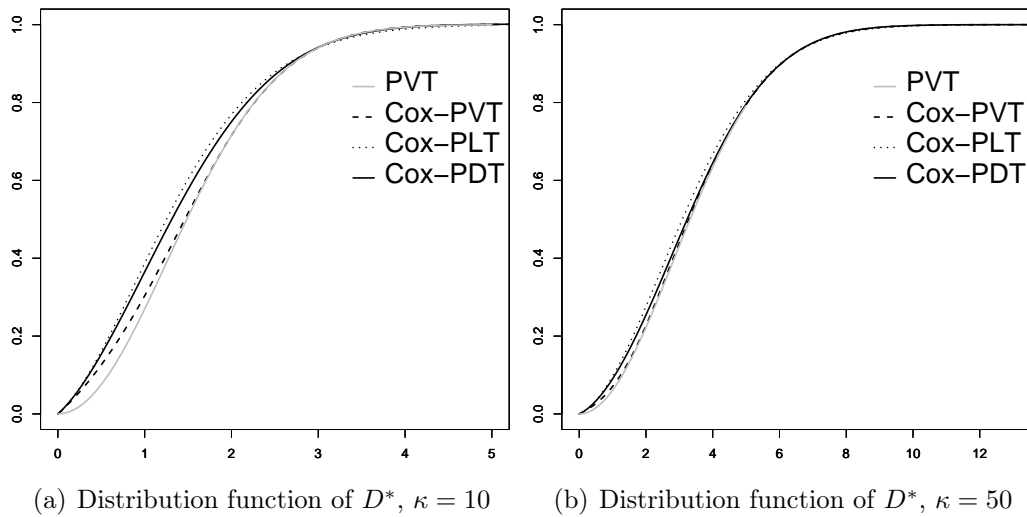 1.0
0.8
0.6
0.4
0.2
0.0
0 1 2 3 4 5
PVT
Cox−PVT
Cox−PLT
Cox−PDT
(a) Distribution function of D*, κ = 10
1.0
0.8
0.6
0.4
0.2
0.0
0 2 4 6 8 10 12
PVT
Cox−PVT
Cox−PLT
Cox−PDT
(b) Distribution function of D*, κ = 50